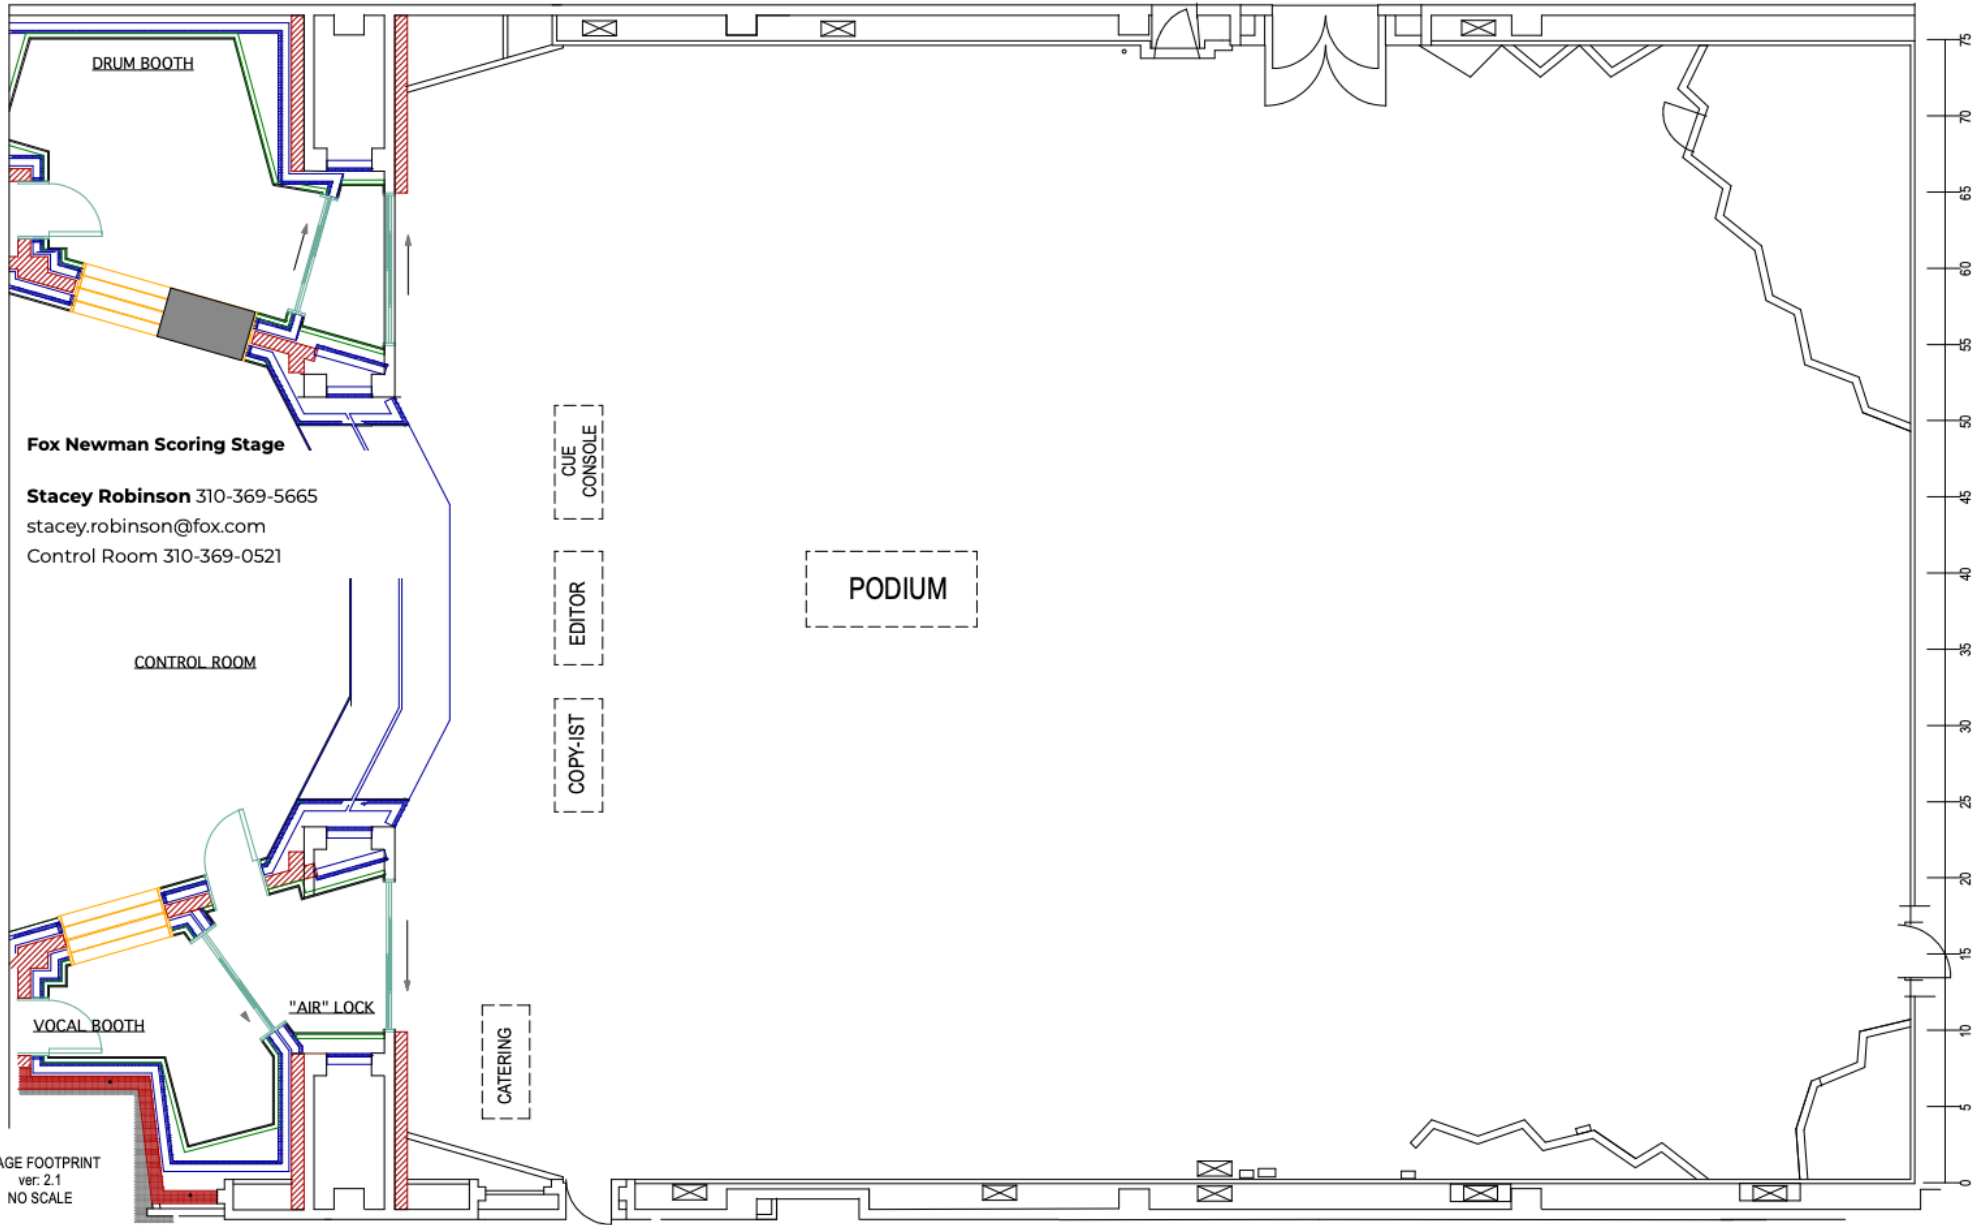 DRUM BOOTH
Fox Newman Scoring Stage
Stacey Robinson 310-369-5665
stacey.robinson@fox.com
Control Room 310-369-0521
CONTROL ROOM
CUE
CONSOLE
EDITOR
COPY-IST
PODIUM
"AIR" LOCK
VOCAL BOOTH
CATERING
AGE FOOTPRINT
ver: 2.1
NO SCALE
75
70
65
60
55
50
45
40
35
30
25
20
15
10
5
0